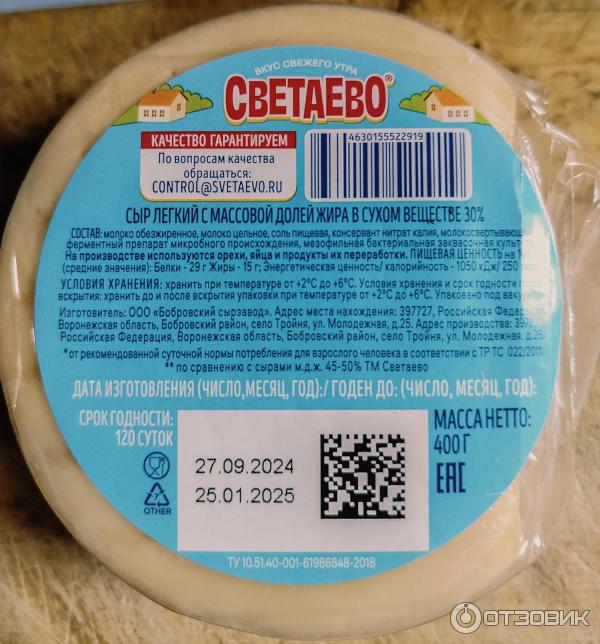 ВКУС СВЕЖЕГО УТРА
СВЕТАЕВО®
КАЧЕСТВО ГАРАНТИРУЕМ
По вопросам качества
обращаться:
CONTROL@SVETAEVO.RU
4630155522919
СЫР ЛЕГКИЙ С МАССОВОЙ ДОЛЕЙ ЖИРА В СУХОМ ВЕЩЕСТВЕ 30%
СОСТАВ: молоко обезжиренное, молоко цельное, соль пищевая, консервант нитрат калия, молокосвертывающий
ферментный препарат микробного происхождения, мезофильная бактериальная закваска
На производстве используются орехи, яйца и продукты их переработки. ПИЩЕВАЯ ЦЕННОСТЬ на
(средние значения): Белки - 29 г Жиры - 15 г; Энергетическая ценность/ калорийность - 1050 кДж/ 250
УСЛОВИЯ ХРАНЕНИЯ: хранить при температуре от +2°С до +6°С. Условия хранения и срок годности
вскрытия: хранить до и после вскрытия упаковки при температуре от +2°С до +6°С. Упаковано под
Изготовитель: ООО «Бобровский сырзавод». Адрес места нахождения: 397727, Российская
Воронежская область, Бобровский район, село Тройня, ул. Молодежная, д.25. Адрес производства:
Российская Федерация, Воронежская область, Бобровский район, село Тройня, ул. Молодежная, д.25.
*от рекомендованной суточной нормы потребления для взрослого человека в соответствии с ТР ТС 022/2011
** по сравнению с сырами м.д.ж. 45-50% ТМ Светаево
ДАТА ИЗГОТОВЛЕНИЯ (ЧИСЛО,МЕСЯЦ, ГОД):/ ГОДЕН ДО: (ЧИСЛО, МЕСЯЦ, ГОД):
СРОК ГОДНОСТИ:
120 СУТОК
27.09.2024
25.01.2025
МАССА НЕТТО:
400 Г
EAC
7
OTHER
ТУ 10.51.40-001-61986848-2018
ОТЗОВИК